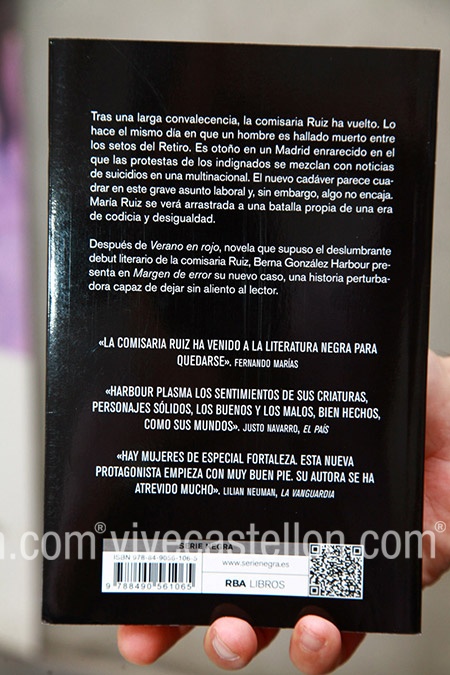 Tras una larga convalecencia, la comisaria Ruiz ha vuelto. Lo
hace el mismo día en que un hombre es hallado muerto entre
los setos del Retiro. Es otoño en un Madrid enrarecido en el
que las protestas de los indignados se mezclan con noticias
de suicidios en una multinacional. El nuevo cadáver parece cua-
drar en este grave asunto laboral y, sin embargo, algo no encaja.
María Ruiz se verá arrastrada a una batalla propia de una era
de codicia y desigualdad.
Después de Verano en rojo, novela que supuso el deslumbrante
debut literario de la comisaria Ruiz, Berna González Harbour pre-
senta en Margen de error su nuevo caso, una historia perturba-
dora capaz de dejar sin aliento al lector.
«LA COMISARIA RUIZ HA VENIDO A LA LITERATURA NEGRA PARA
QUEDARSE». FERNANDO MARÍAS
«HARBOUR PLASMA LOS SENTIMIENTOS DE SUS CRIATURAS,
PERSONAJES SÓLIDOS, LOS BUENOS Y LOS MALOS, BIEN HECHOS,
COMO SUS MUNDOS». JUSTO NAVARRO, EL PAÍS
«HAY MUJERES DE ESPECIAL FORTALEZA. ESTA NUEVA
PROTAGONISTA EMPIEZA CON MUY BUEN PIE. SU AUTORA SE HA
ATREVIDO MUCHO». LILIAN NEUMAN, LA VANGUARDIA
n.com® vivecastellon.com®
SERIE NEGRA
ISBN 978-84-9056-106-5
www.serienegra.es
9 788490 561065
RBA LIBROS